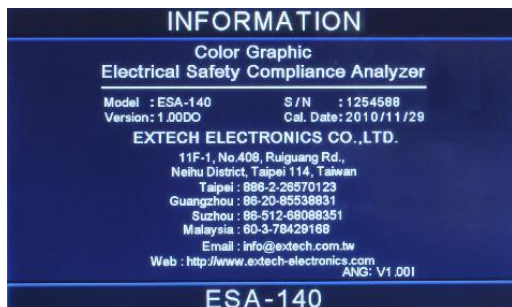 INFORMATION
Color Graphic
Electrical Safety Compliance Analyzer
Model : ESA-140 S/N : 1254588
Version: 1.00DO Cal. Date: 2010/11/29
EXTECH ELECTRONICS CO.,LTD.
11F-1, No.408, Ruiguang Rd.,
Neihu District, Taipei 114, Taiwan
Taipei : 886-2-26570123
Guangzhou : 86-20-85538831
Suzhou : 86-512-68088351
Malaysia : 60-3-78429168
Email : info@extech.com.tw
Web : http://www.extech-electronics.com
ANG: V1.00I
ESA-140